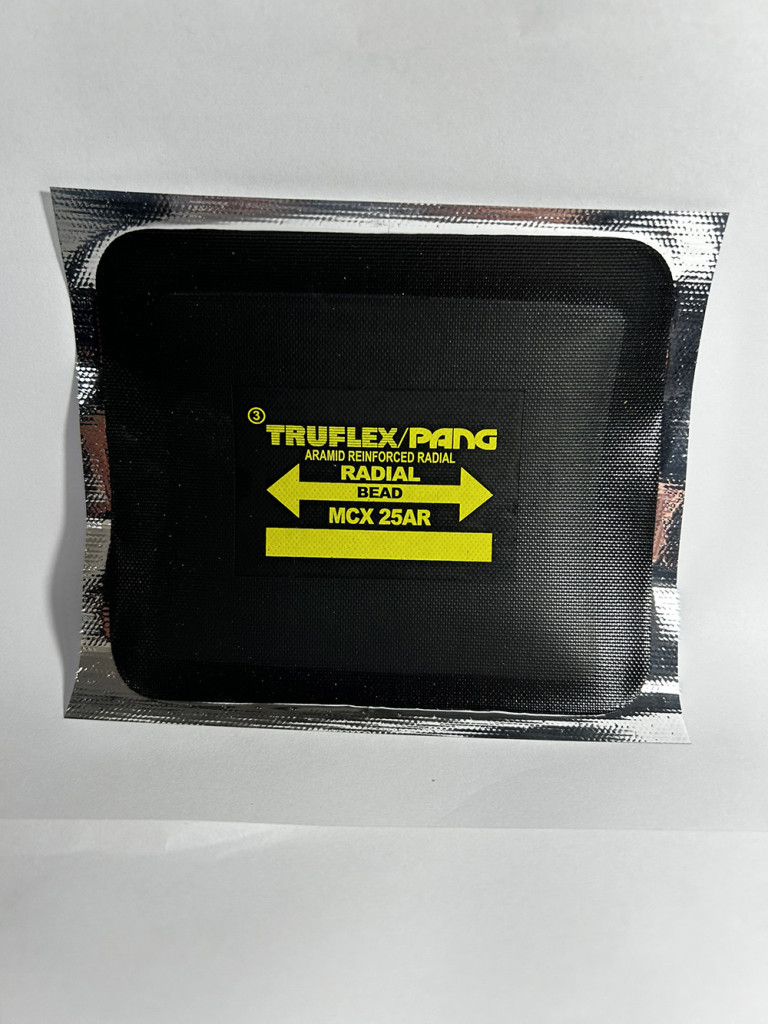 ③
TRUFLEX/PANG
ARAMID REINFORCED RADIAL
RADIAL
BEAD
MCX 25AR